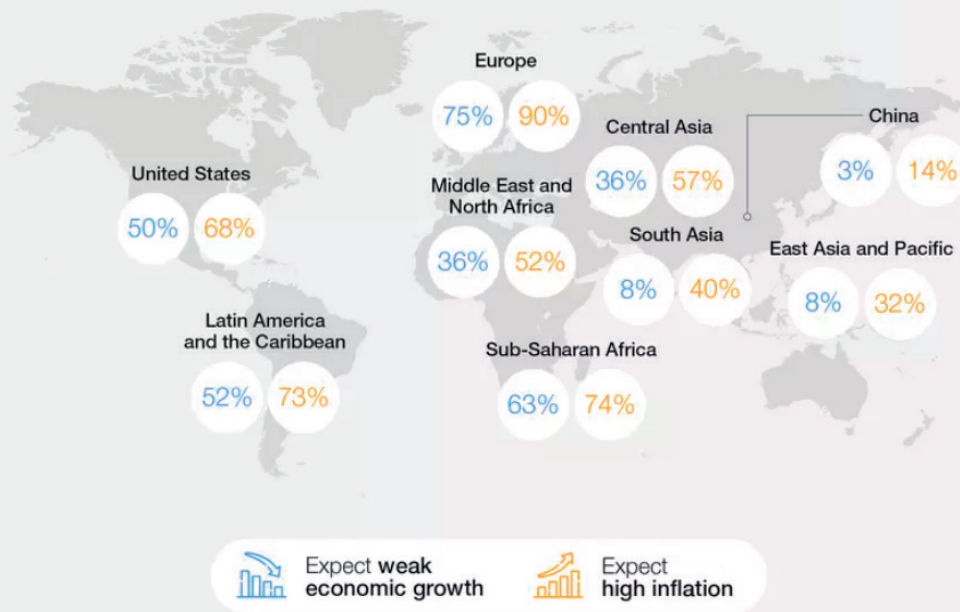 Europe
75% 90%
China
3% 14%
Central Asia
36% 57%
United States
50% 68%
Middle East and
North Africa
36% 52%
South Asia
8% 40%
East Asia and Pacific
8% 32%
Latin America
and the Caribbean
52% 73%
Sub-Saharan Africa
63% 74%
Expect weak
economic growth
Expect
high inflation